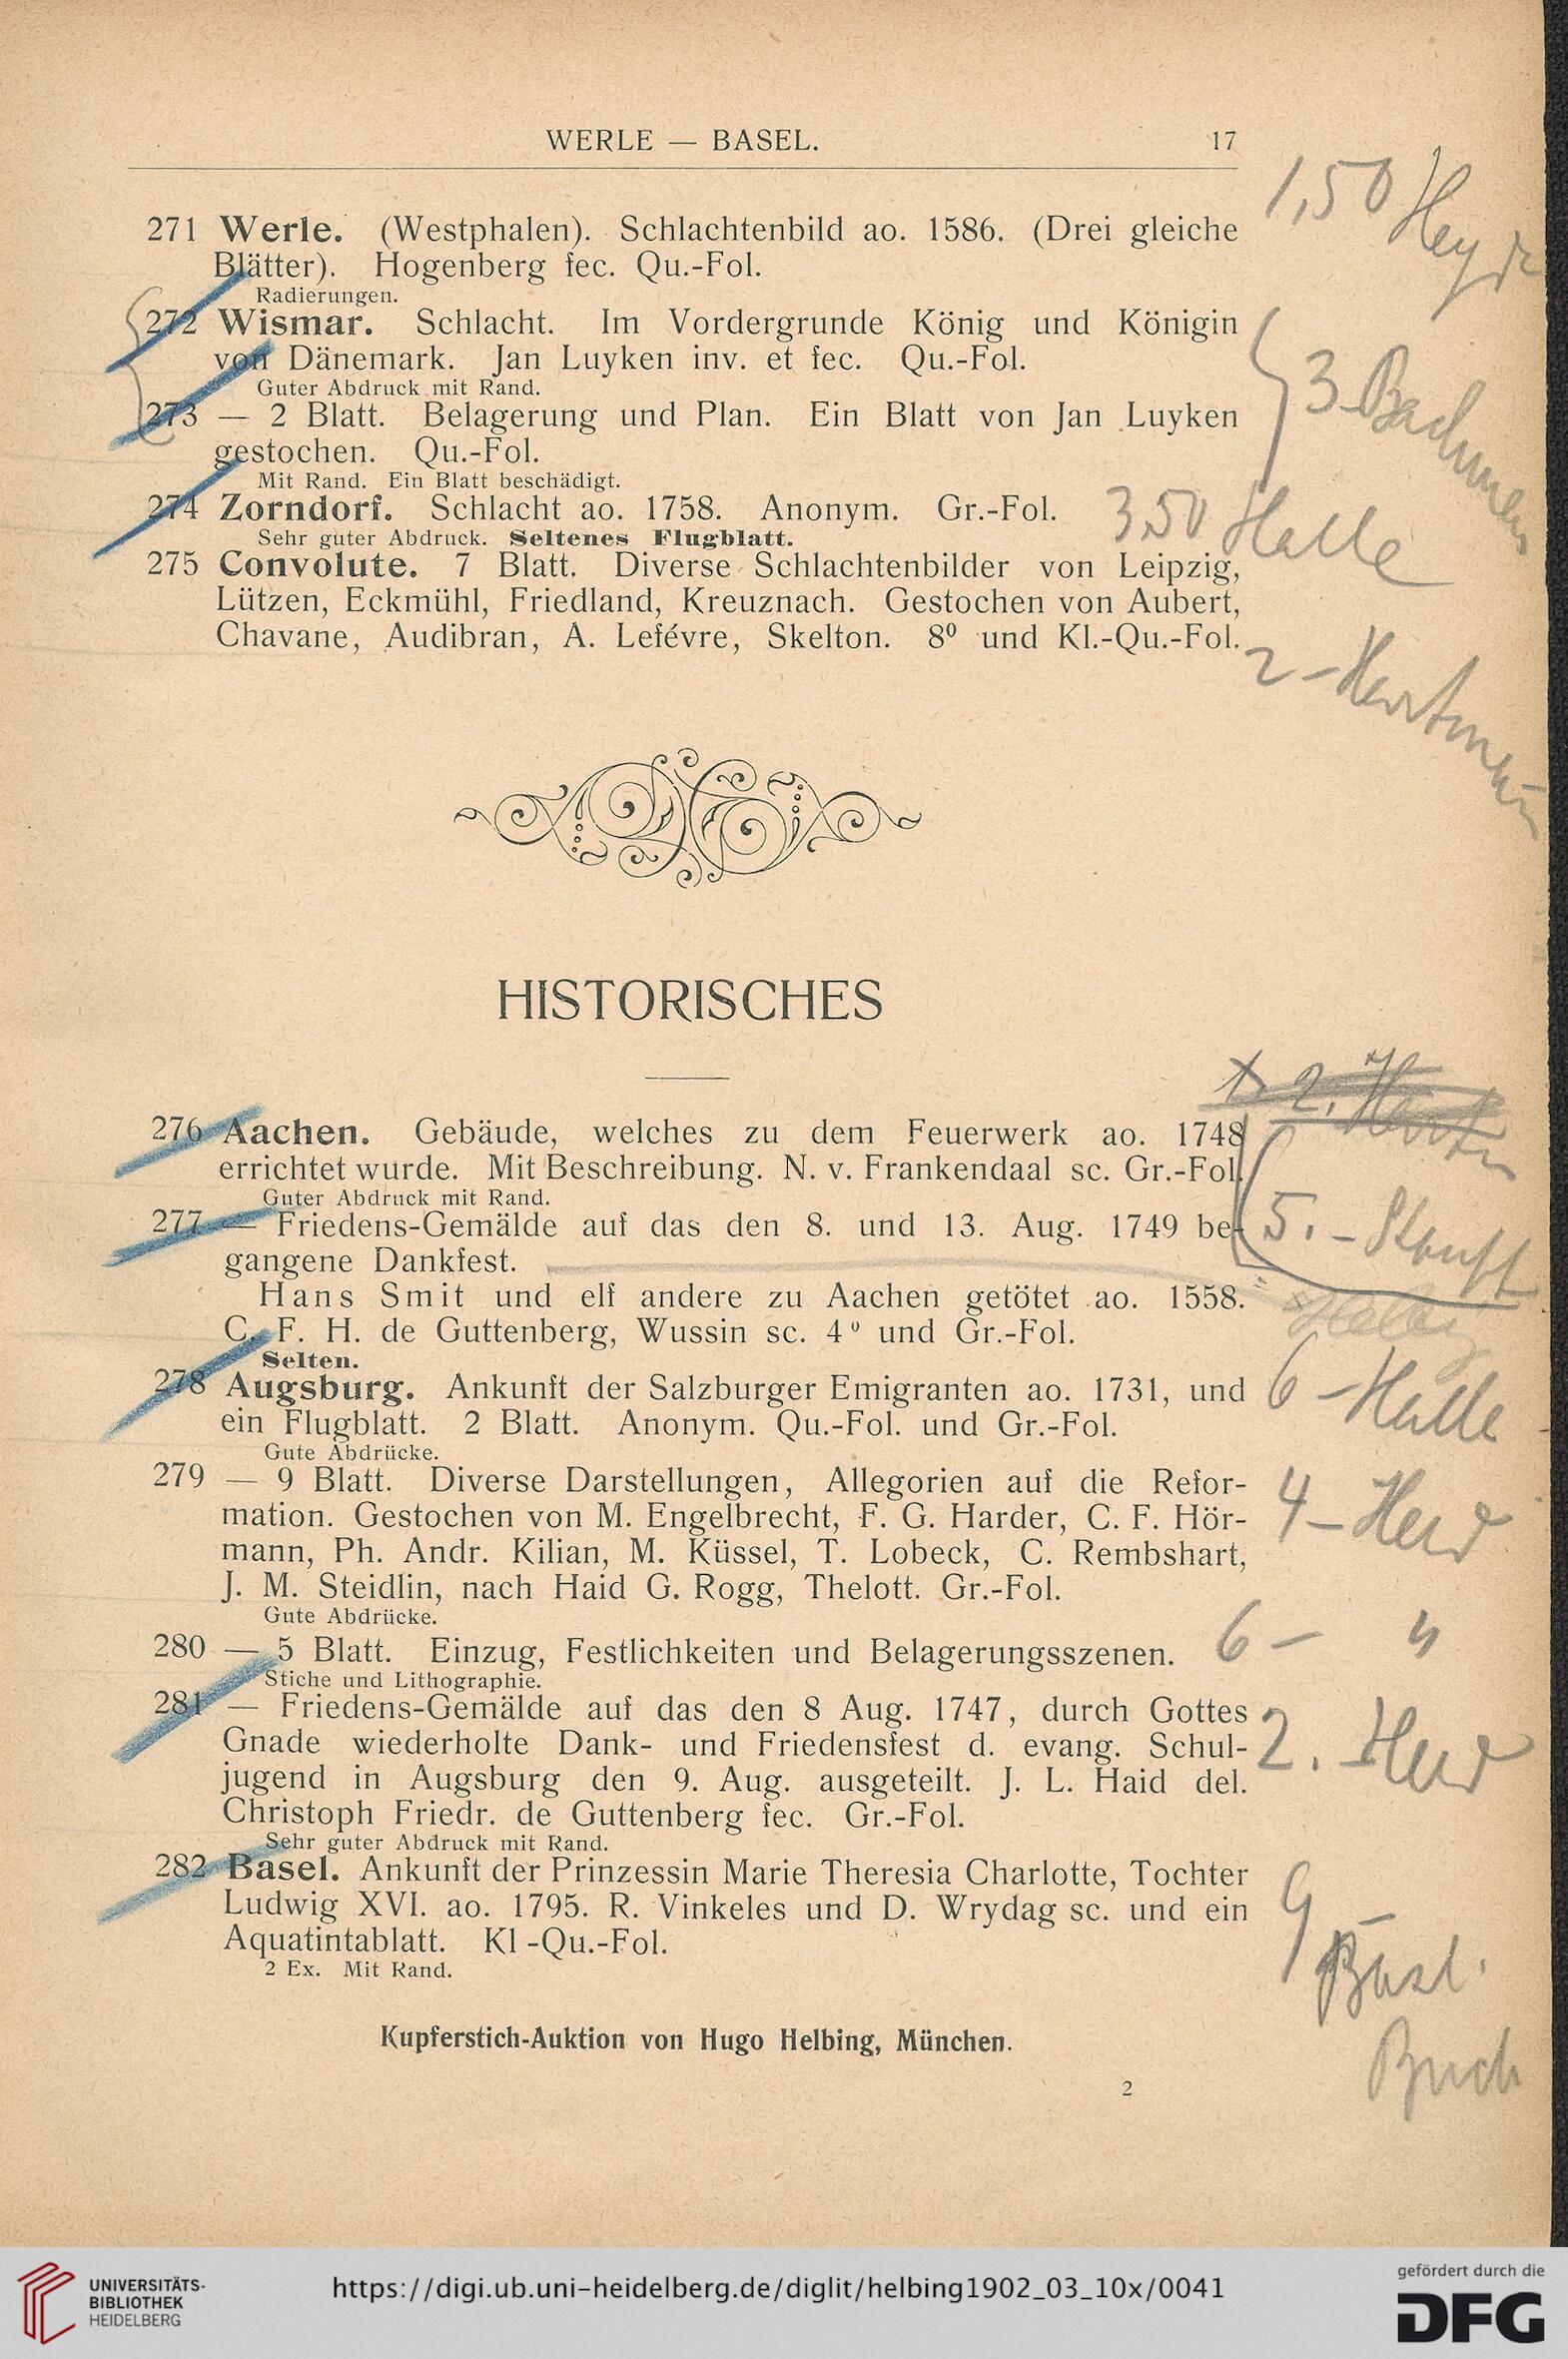 WERLE — BASEL. 17
1,50 Heyd
271 Werle. (Westphalen). Schlachtenbild ao. 1586. (Drei gleiche
Blätter). Hogenberg fec. Qu.-Fol.
Radierungen.
272 Wismar. Schlacht. Im Vordergrunde König und Königin
von Dänemark. Jan Luyken inv. et fec. Qu.-Fol.
Guter Abdruck mit Rand.
3-
273 — 2 Blatt. Belagerung und Plan. Ein Blatt von Jan Luyken
gestochen. Qu.-Fol.
Mit Rand. Ein Blatt beschädigt.
274 Zorndorf. Schlacht ao. 1758. Anonym. Gr.-Fol. 3,50 Halle
Sehr guter Abdruck. Seltenes Flugblatt.
275 Convolute. 7 Blatt. Diverse Schlachtenbilder von Leipzig,
Lützen, Eckmühl, Friedland, Kreuznach. Gestochen von Aubert,
Chavane, Audibran, A. Lefévre, Skelton. 8⁰ und Kl.-Qu.-Fol.
2 -
HISTORISCHES
276 Aachen. Gebäude, welches zu dem Feuerwerk ao. 1748
errichtet wurde. Mit Beschreibung. N. v. Frankendaal sc. Gr.-Fol.
Guter Abdruck mit Rand.
277 — Friedens-Gemälde auf das den 8. und 13. Aug. 1749 be- 5. -
gangene Dankfest.
Hans Smit und elf andere zu Aachen getötet ao. 1558.
C. F. H. de Guttenberg, Wussin sc. 4⁰ und Gr.-Fol.
Selten.
278 Augsburg. Ankunft der Salzburger Emigranten ao. 1731, und 6 - Halle
ein Flugblatt. 2 Blatt. Anonym. Qu.-Fol. und Gr.-Fol.
Gute Abdrücke.
279 — 9 Blatt. Diverse Darstellungen, Allegorien auf die Refor- 4 -
mation. Gestochen von M. Engelbrecht, F. G. Harder, C. F. Hör-
mann, Ph. Andr. Kilian, M. Küssel, T. Lobeck, C. Rembshart,
J. M. Steidlin, nach Haid G. Rogg, Thelott. Gr.-Fol.
Gute Abdrücke.
280 — 5 Blatt. Einzug, Festlichkeiten und Belagerungsszenen. 6 - "
Stiche und Lithographie.
281 — Friedens-Gemälde auf das den 8 Aug. 1747, durch Gottes 2. -
Gnade wiederholte Dank- und Friedensfest d. evang. Schul-
jugend in Augsburg den 9. Aug. ausgeteilt. J. L. Haid del.
Christoph Friedr. de Guttenberg fec. Gr.-Fol.
Sehr guter Abdruck mit Rand.
282 Basel. Ankunft der Prinzessin Marie Theresia Charlotte, Tochter
Ludwig XVI. ao. 1795. R. Vinkeles und D. Wrydag sc. und ein 9 -
Aquatintablatt. Kl -Qu.-Fol.
2 Ex. Mit Rand.
Basl.
Buch
Kupferstich-Auktion von Hugo Helbing, München.
2
UNIVERSITÄTS-
BIBLIOTHEK
HEIDELBERG
https://digi.ub.uni-heidelberg.de/diglit/helbing1902_03_10x/0041
gefördert durch die
DFG